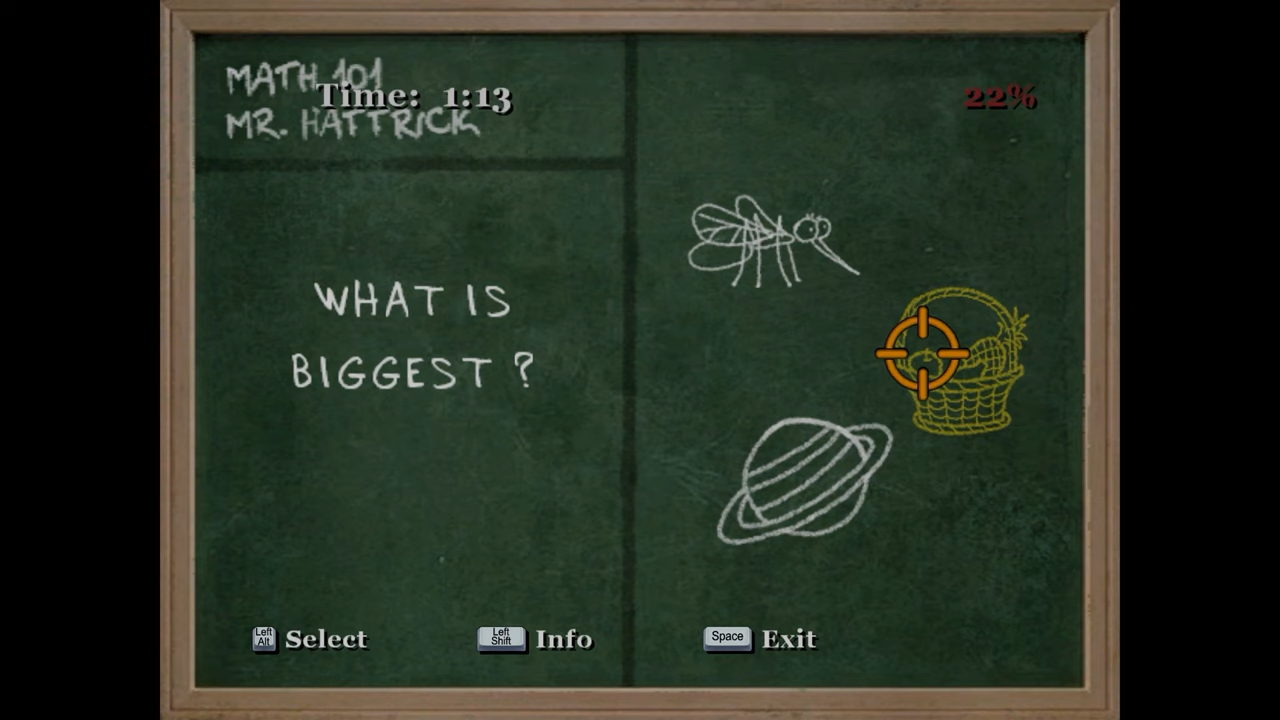 MATH 101
Time: 1:13
22%
MR. HATTRICK
WHAT IS
BIGGEST ?
Left Alt Select
Left Shift Info
Space Exit